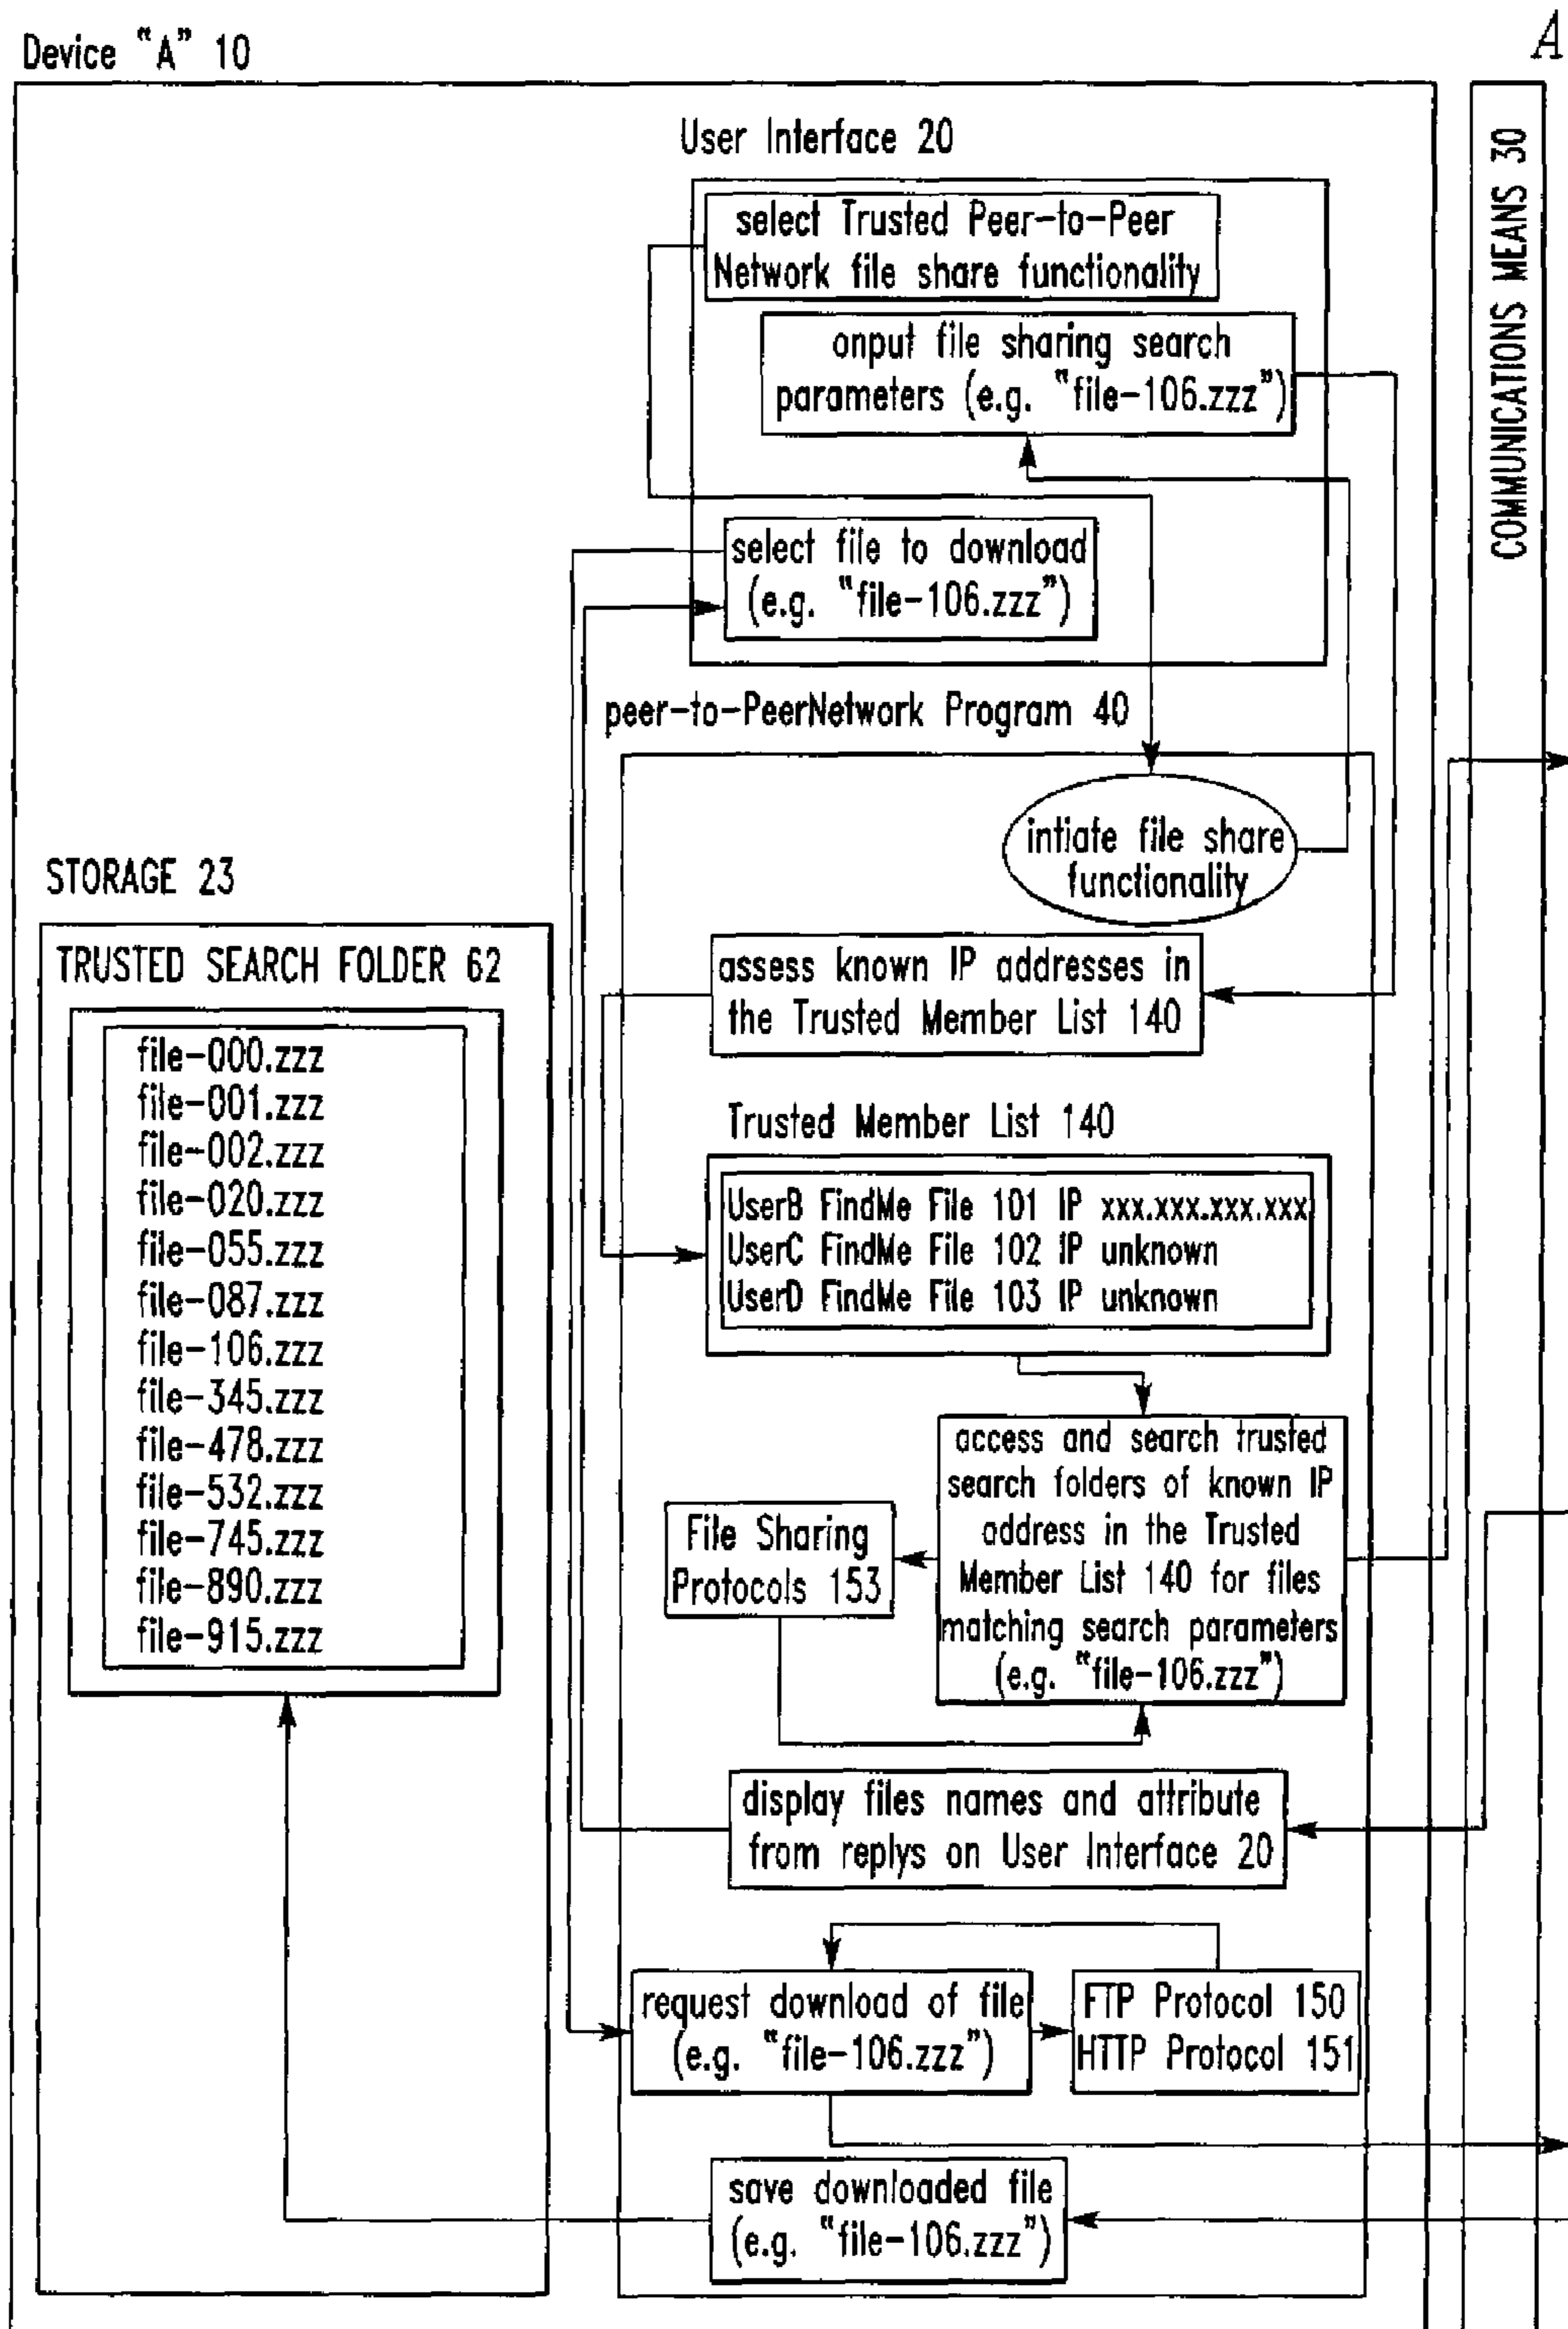 A
Device "A" 10
COMMUNICATIONS MEANS 30
User Interface 20
select Trusted Peer-to-Peer
Network file share functionality
onput file sharing search
parameters (e.g. "file-106.zzz")
select file to download
(e.g. "file-106.zzz")
peer-to-PeerNetwork Program 40
intiate file share
functionality
STORAGE 23
TRUSTED SEARCH FOLDER 62
file-000.zzz
file-001.zzz
file-002.zzz
file-020.zzz
file-055.zzz
file-087.zzz
file-106.zzz
file-345.zzz
file-478.zzz
file-532.zzz
file-745.zzz
file-890.zzz
file-915.zzz
assess known IP addresses in
the Trusted Member List 140
Trusted Member List 140
UserB FindMe File 101 IP xxx.xxx.xxx.xxx
UserC FindMe File 102 IP unknown
UserD FindMe File 103 IP unknown
access and search trusted
search folders of known IP
address in the Trusted
Member List 140 for files
matching search parameters
(e.g. "file-106.zzz")
File Sharing
Protocols 153
display files names and attribute
from replys on User Interface 20
request download of file
(e.g. "file-106.zzz")
FTP Protocol 150
HTTP Protocol 151
save downloaded file
(e.g. "file-106.zzz")